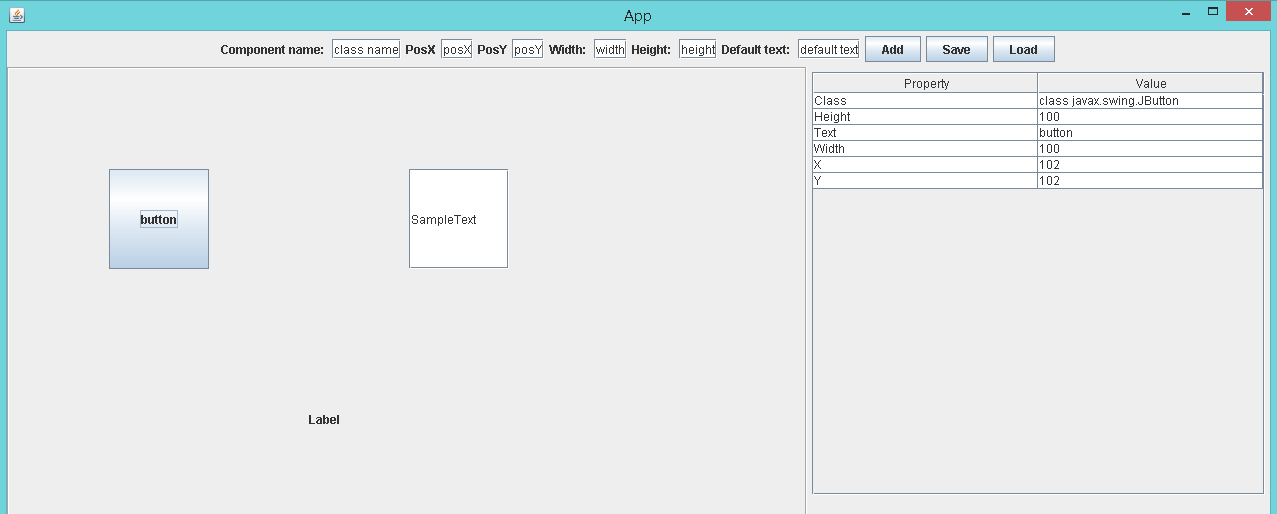 App
Component name: class name PosX posX PosY posY Width: width Height: height Default text: default text Add Save Load
Property Value
Class class javax.swing.JButton
Height 100
Text button
Width 100
X 102
Y 102
button
SampleText
Label